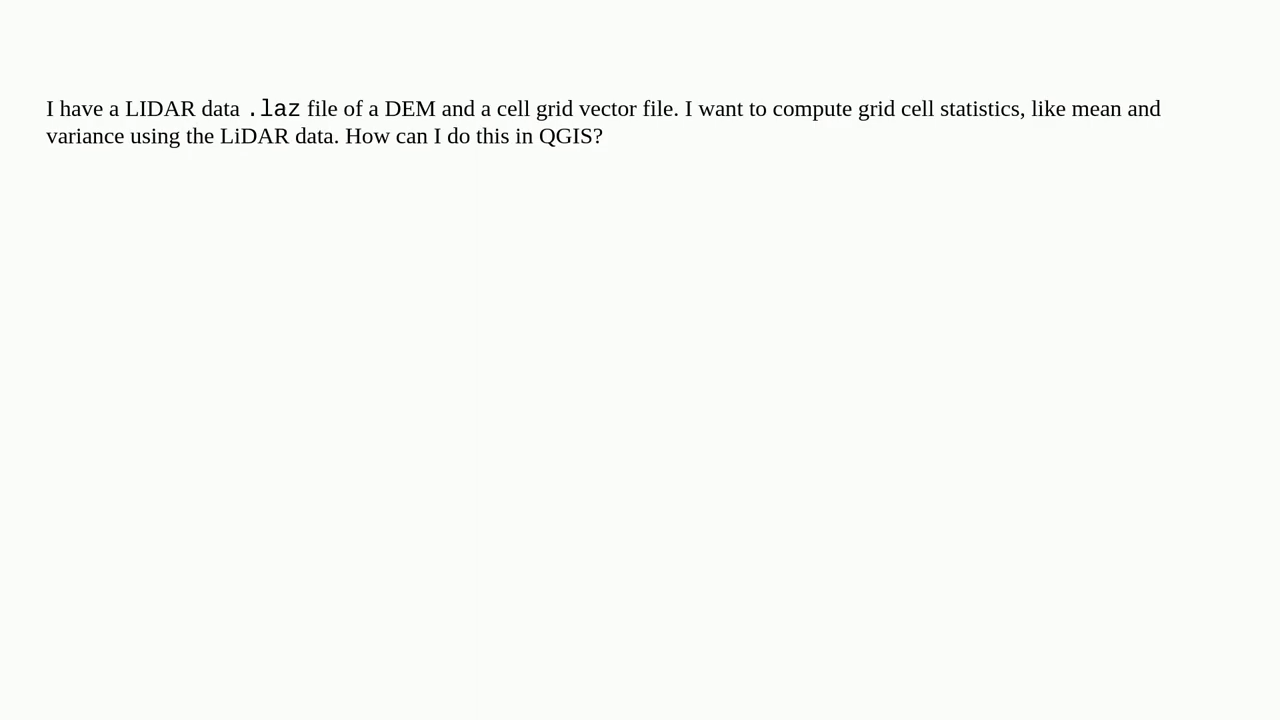 I have a LIDAR data .laz file of a DEM and a cell grid vector file. I want to compute grid cell statistics, like mean and
variance using the LiDAR data. How can I do this in QGIS?